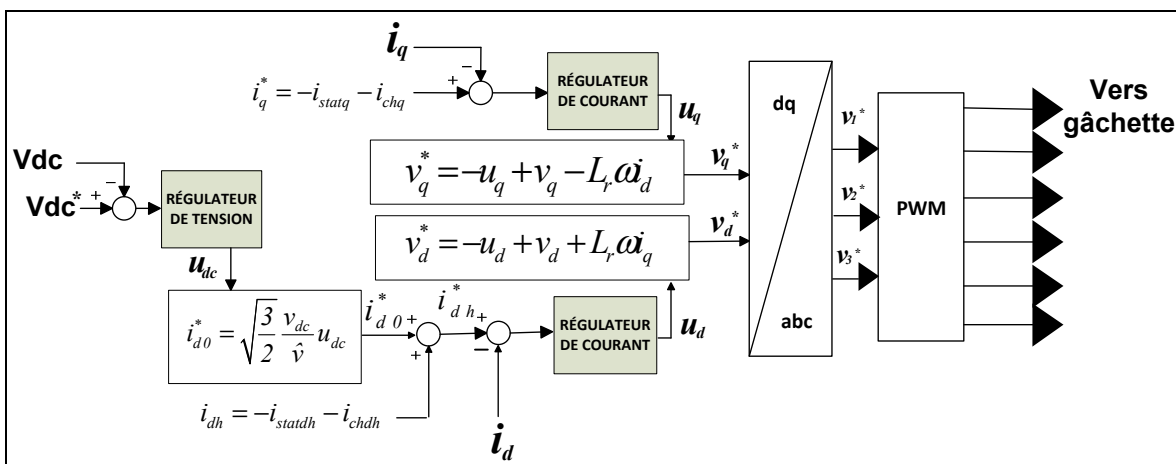 i_q
−
i_q^* = −i_statq − i_chq
+
RÉGULATEUR
DE COURANT
u_q
dq
abc
Vers
gâchette
Vdc
−
Vdc*
+
RÉGULATEUR
DE TENSION
u_dc
v_q^* = −u_q + v_q − L_r ωi_d
v_q*
v_d^* = −u_d + v_d + L_r ωi_q
v_d*
v_1*
v_2*
v_3*
PWM
i_d0^* = √(3/2) v_dc/v̂ u_dc
i_d0^*
+
+
i_dh^*
+
−
RÉGULATEUR
DE COURANT
u_d
i_dh = −i_statdh − i_chdh
i_d